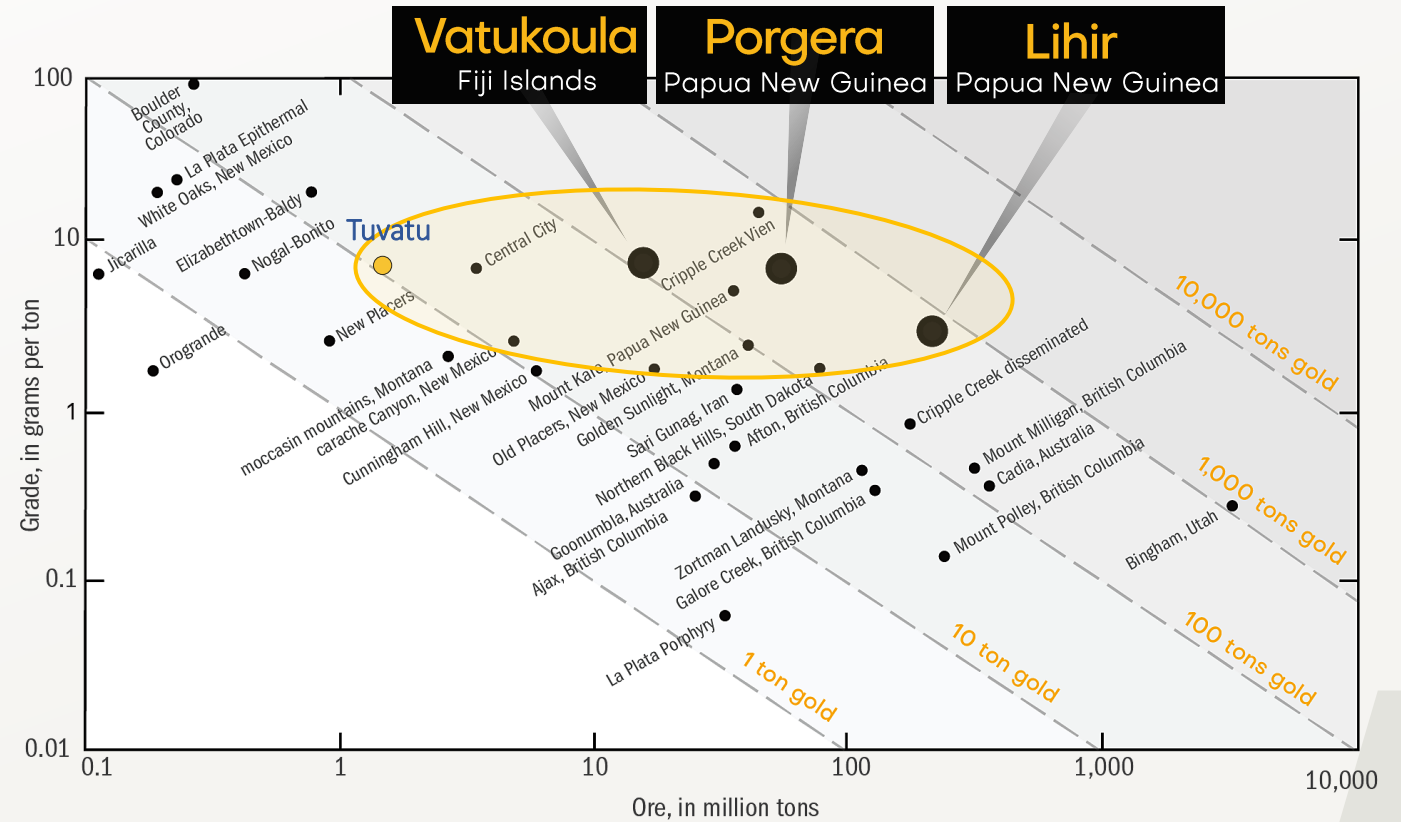 Vatukoula
Fiji Islands
Porgera
Papua New Guinea
Lihir
Papua New Guinea
100
10
1
0.1
0.01
Grade, in grams per ton
Boulder
County,
Colorado
La Plata Epithermal
White Oaks, New Mexico
Elizabethtown-Baldy
Nogal-Bonito
Jicarilla
Orogrande
Tuvatu
Central City
New Placers
Cripple Creek Vien
Mount Kare, Papua New Guinea
moccasin mountains, Montana
carache Canyon, New Mexico
Cunningham Hill, New Mexico
Old Placers, New Mexico
Golden Sunlight, Montana
Sari Gunag, Iran
Northern Black Hills, South Dakota
Afton, British Columbia
Goonumbla, Australia
Ajax, British Columbia
Cripple Creek disseminated
Mount Milligan, British Columbia
Cadia, Australia
Mount Polley, British Columbia
Zortman Landusky, Montana
Galore Creek, British Columbia
La Plata Porphyry
Bingham, Utah
10,000 tons gold
1,000 tons gold
100 tons gold
10 ton gold
1 ton gold
0.1
1
10
100
1,000
10,000
Ore, in million tons